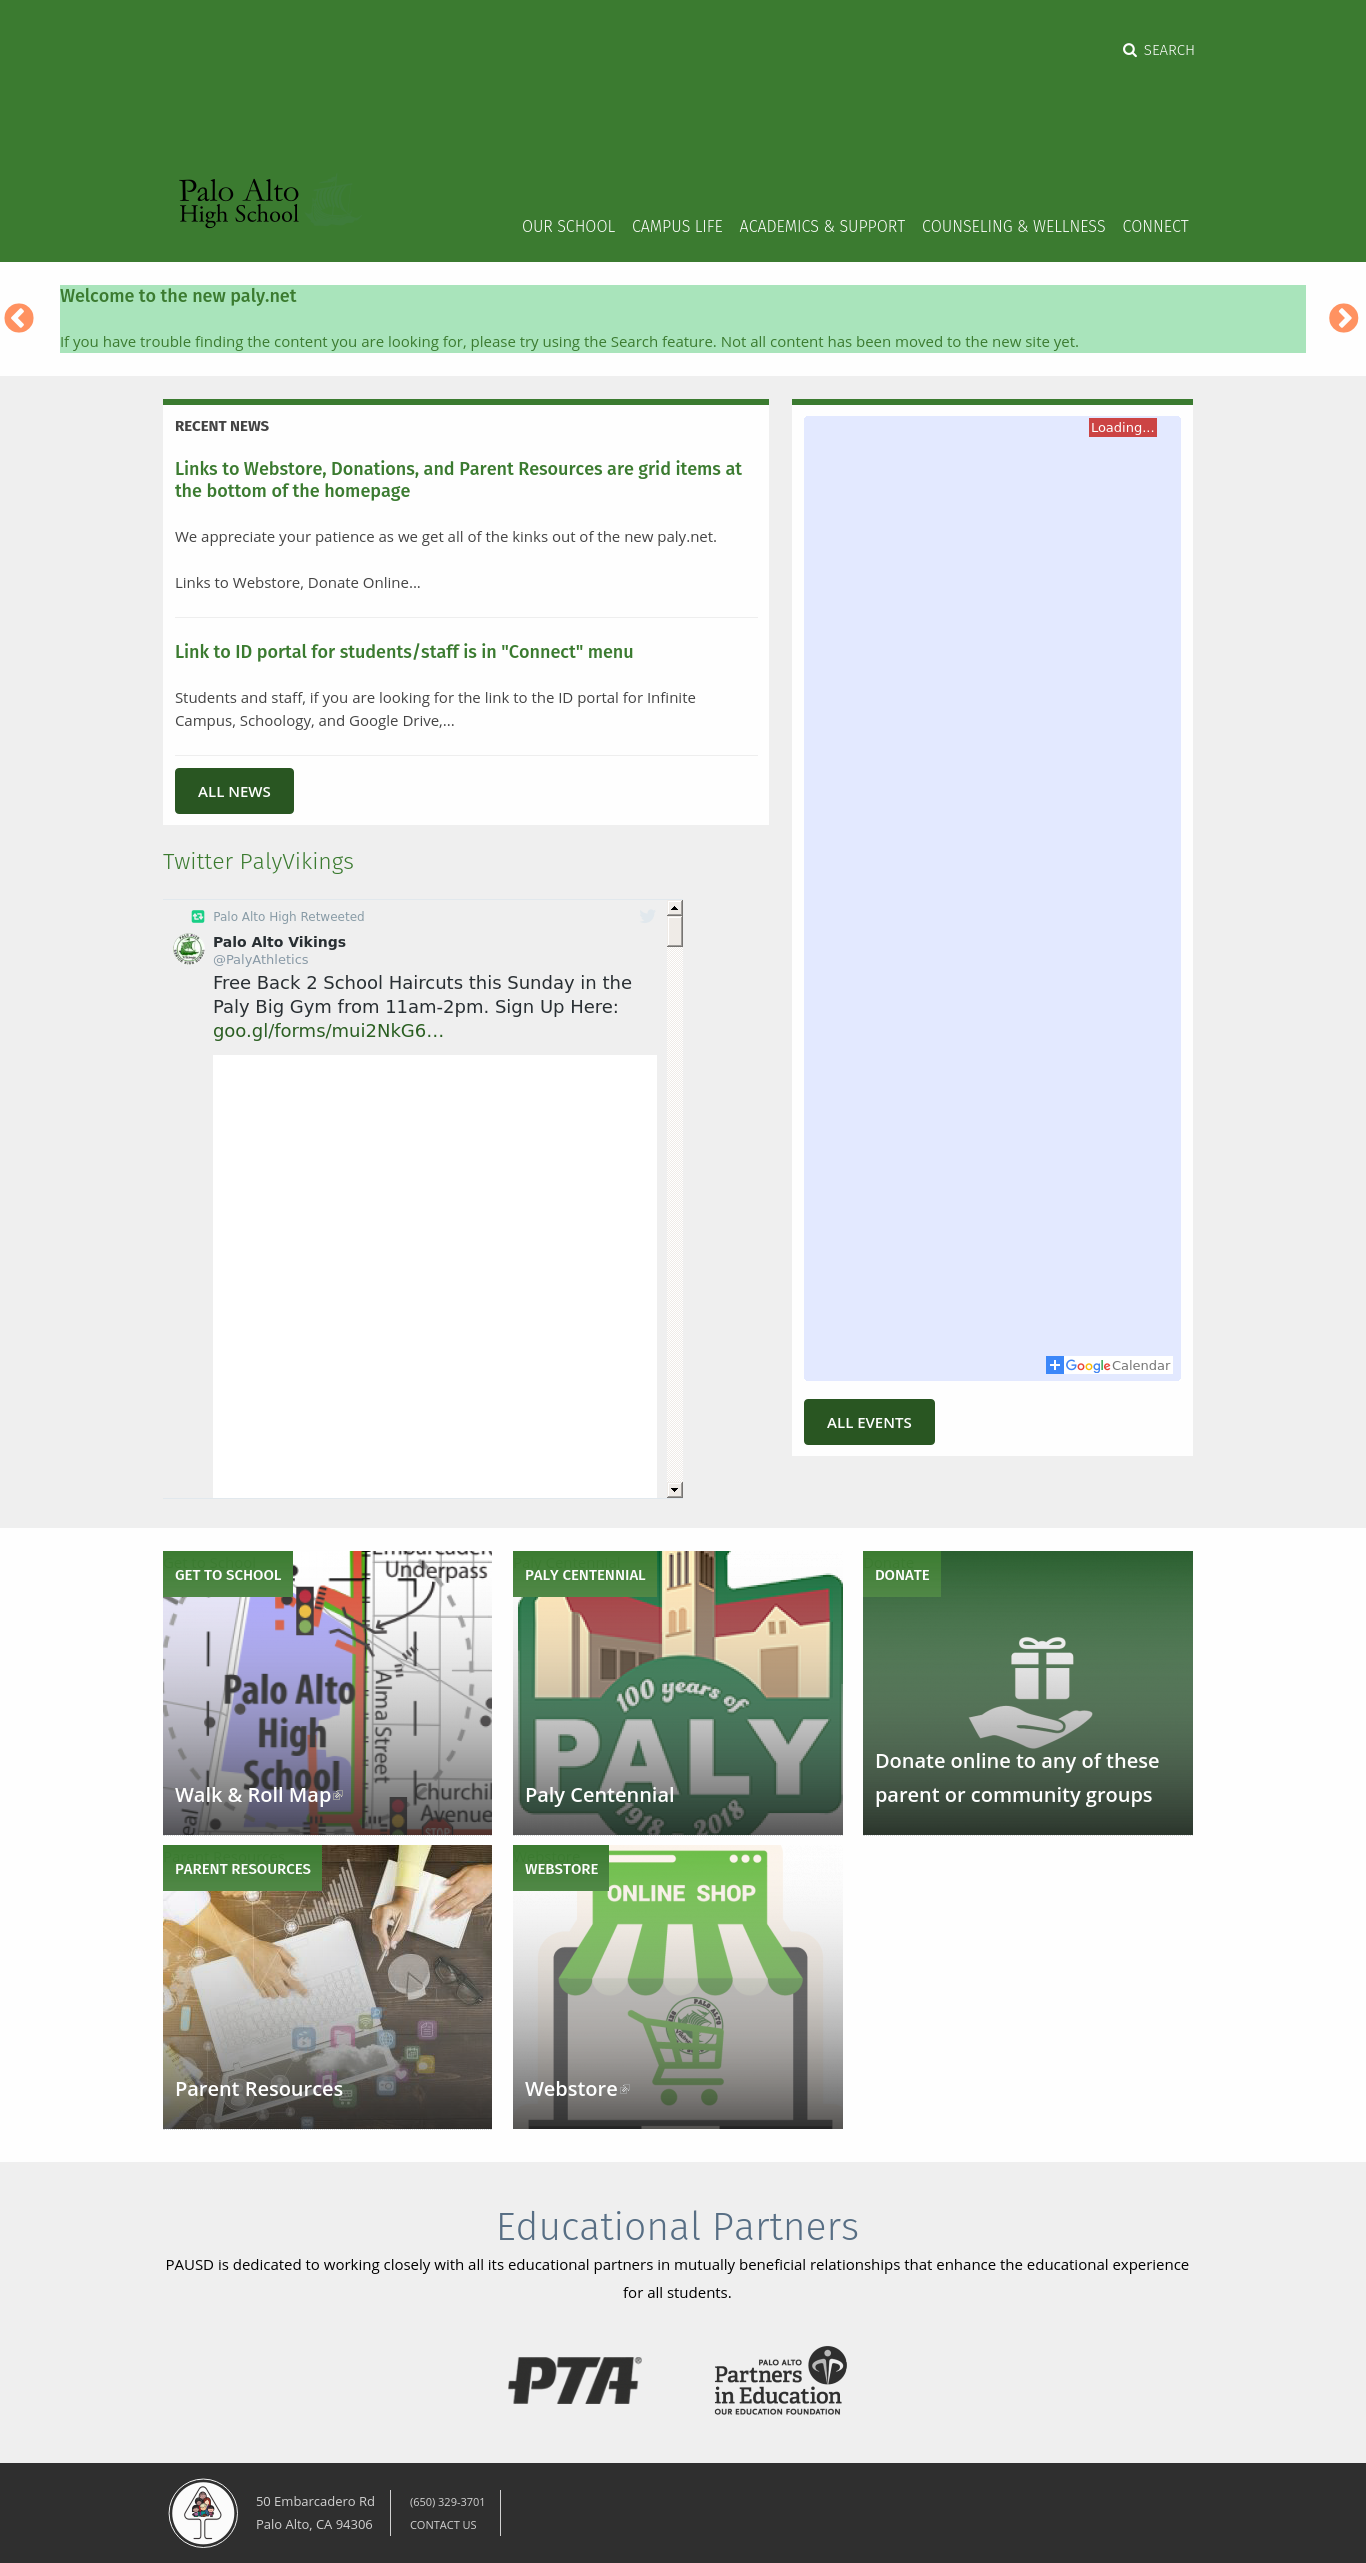 SEARCH
Palo Alto
High School
OUR SCHOOL CAMPUS LIFE ACADEMICS & SUPPORT COUNSELING & WELLNESS CONNECT
Welcome to the new paly.net
If you have trouble finding the content you are looking for, please try using the Search feature. Not all content has been moved to the new site yet.
RECENT NEWS
Links to Webstore, Donations, and Parent Resources are grid items at
the bottom of the homepage
We appreciate your patience as we get all of the kinks out of the new paly.net.
Links to Webstore, Donate Online...
Link to ID portal for students/staff is in "Connect" menu
Students and staff, if you are looking for the link to the ID portal for Infinite
Campus, Schoology, and Google Drive,...
ALL NEWS
Loading...
Google Calendar
ALL EVENTS
Twitter PalyVikings
Palo Alto High Retweeted
Palo Alto Vikings
@PalyAthletics
Free Back 2 School Haircuts this Sunday in the
Paly Big Gym from 11am-2pm. Sign Up Here:
goo.gl/forms/mui2NkG6…
GET TO SCHOOL
Embarcadero
Underpass
Palo Alto
High
School
Alma Street
Churchill
Avenue
STOP
Walk & Roll Map
PALY CENTENNIAL
100 years of
PALY
1918 - 2018
Paly Centennial
DONATE
Donate online to any of these
parent or community groups
PARENT RESOURCES
Parent Resources
WEBSTORE
ONLINE SHOP
PALO ALTO
Webstore
Educational Partners
PAUSD is dedicated to working closely with all its educational partners in mutually beneficial relationships that enhance the educational experience
for all students.
PTA®
PALO ALTO
Partners
in Education
OUR EDUCATION FOUNDATION
50 Embarcadero Rd
Palo Alto, CA 94306
(650) 329-3701
CONTACT US